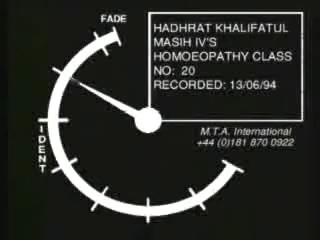 FADE
HADHRAT KHALIFATUL
MASIH IV'S
HOMOEOPATHY CLASS
NO: 20
RECORDED: 13/06/94
IDENT
M.T.A. International
+44 (0)181 870 0922